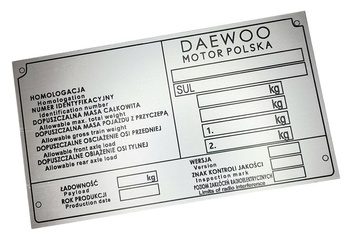 DAEWOO
MOTOR POLSKA
SUL
kg
kg
1. kg
2. kg
HOMOLOGACJA
Homologation
NUMER IDENTYFIKACYJNY
Identification number
DOPUSZCZALNA MASA CAŁKOWITA
Allowable max. total weight
DOPUSZCZALNA MASA POJAZDU Z PRZYCZEPĄ
Allowable gross train weight
DOPUSZCZALNE OBCIĄŻENIE OSI PRZEDNIEJ
Allowable front axle load
DOPUSZCZALNE OBCIĄŻENIE OSI TYLNEJ
Allowable rear axle load
ŁADOWNOŚĆ kg
Payload
ROK PRODUKCJI
Production date
WERSJA
Version
ZNAK KONTROLI JAKOŚCI
Inspection mark
POZIOM ZAKŁÓCEŃ RADIOELEKTRYCZNYCH
Limits of radio interference